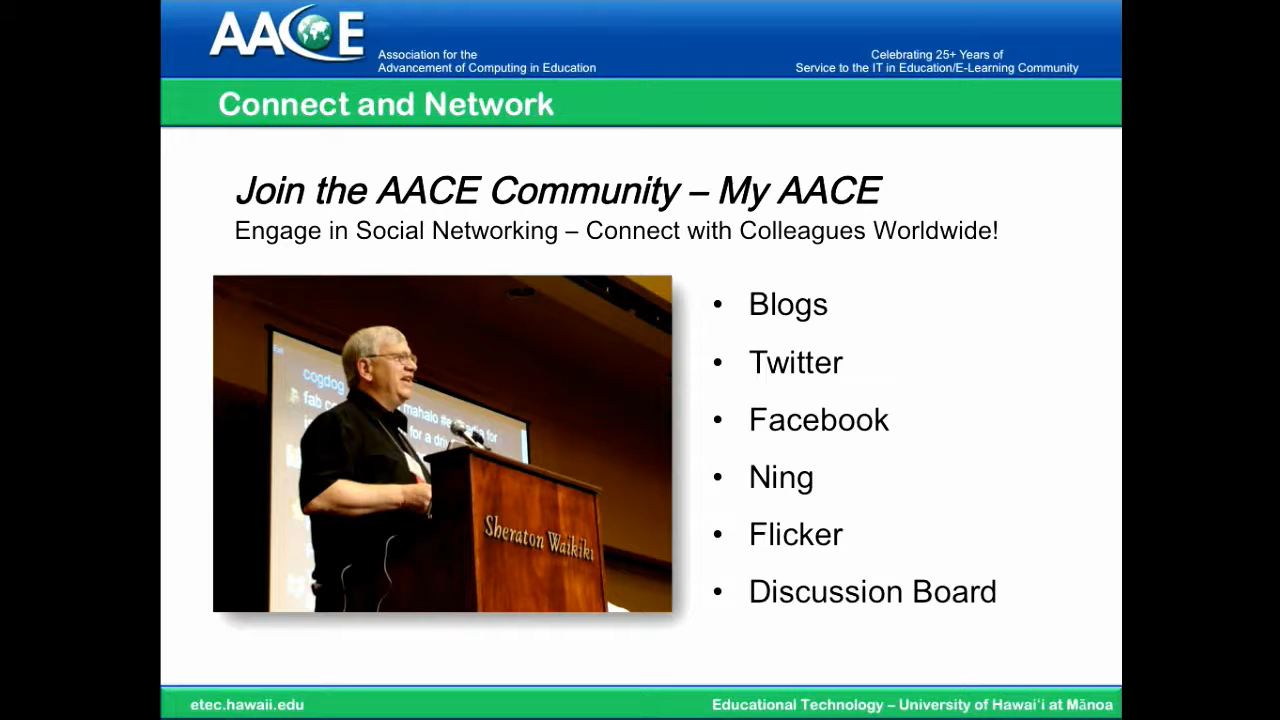 AACE
Association for the
Advancement of Computing in Education
Celebrating 25+ Years of
Service to the IT in Education/E-Learning Community
Connect and Network
Join the AACE Community – My AACE
Engage in Social Networking – Connect with Colleagues Worldwide!
cogdog
fab
mahalo
for
for a
Sheraton Waikiki
• Blogs
• Twitter
• Facebook
• Ning
• Flicker
• Discussion Board
etec.hawaii.edu
Educational Technology – University of Hawai‘i at Mānoa